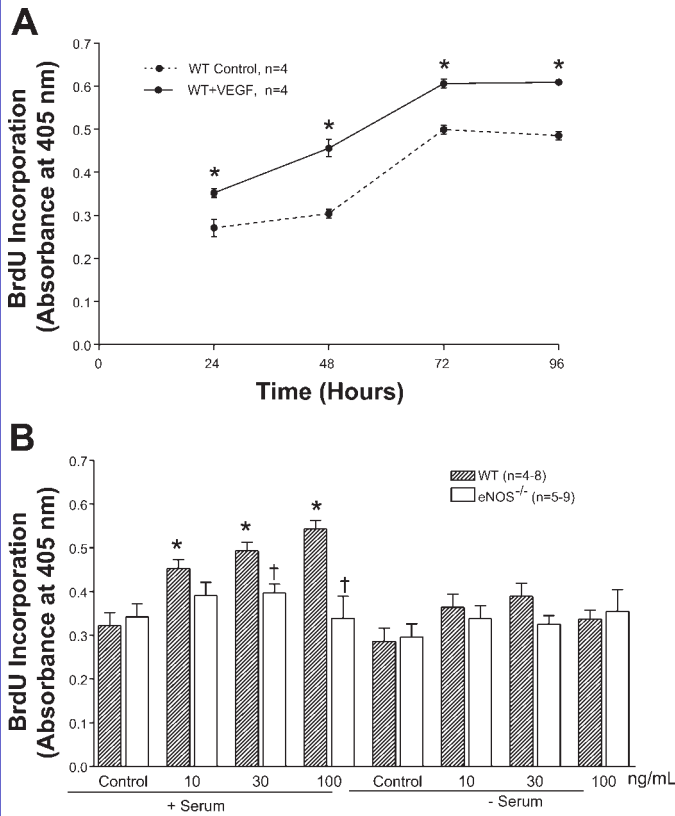 A
BrdU Incorporation
(Absorbance at 405 nm)
0.7
0.6
0.5
0.4
0.3
0.2
0.1
0.0
WT Control, n=4
WT+VEGF, n=4
*
*
*
*
0
24
48
72
96
Time (Hours)
B
BrdU Incorporation
(Absorbance at 405 nm)
0.7
0.6
0.5
0.4
0.3
0.2
0.1
0.0
WT (n=4-8)
eNOS-/- (n=5-9)
*
*
*
†
†
Control 10 30 100 Control 10 30 100 ng/mL
+ Serum
- Serum